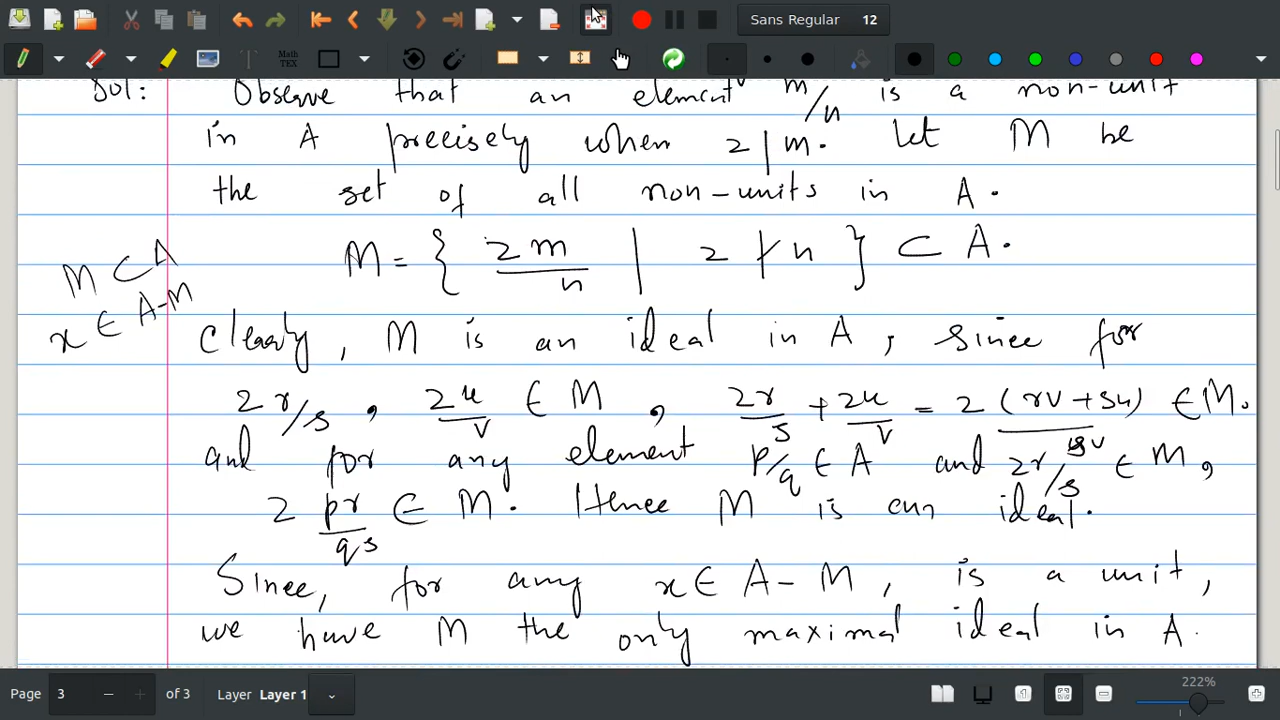 Sans Regular 12
Math
TEX
Sol: Observe that an element m/n is a non-unit
in A precisely when 2 | m. Let M be
the set of all non-units in A.
M = { 2m/n | 2 ∤ n } ⊂ A.
M ⊂ A
x ∈ A-M
clearly, M is an ideal in A, since for
2r/s, 2u/v ∈ M, 2r/s + 2u/v = 2(rv+su)/sv ∈ M.
and for any element p/q ∈ A and 2r/s ∈ M,
2 pr/qs ∈ M. Hence M is an ideal.
Since, for any x ∈ A-M, is a unit,
we have M the only maximal ideal in A.
Page 3 of 3 Layer Layer 1 222%